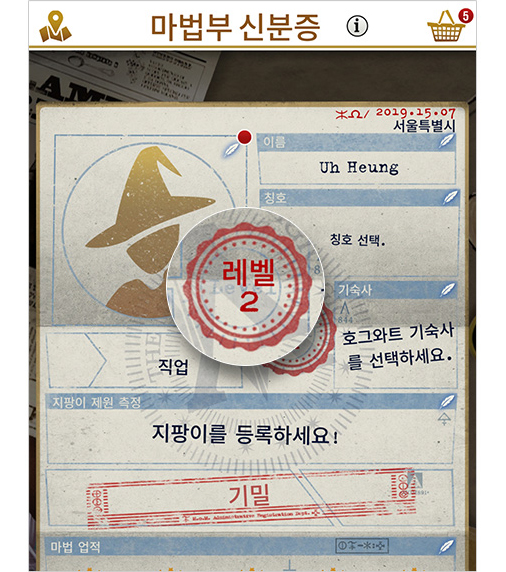 마법부 신분증
5
2019.15.07
서울특별시
이름
Uh Heung
칭호
칭호 선택.
레벨
2
기숙사
호그와트 기숙사
를 선택하세요.
직업
지팡이 제원 측정
지팡이를 등록하세요!
기밀
M.o.M. Administrative Registration Dept.
마법 업적